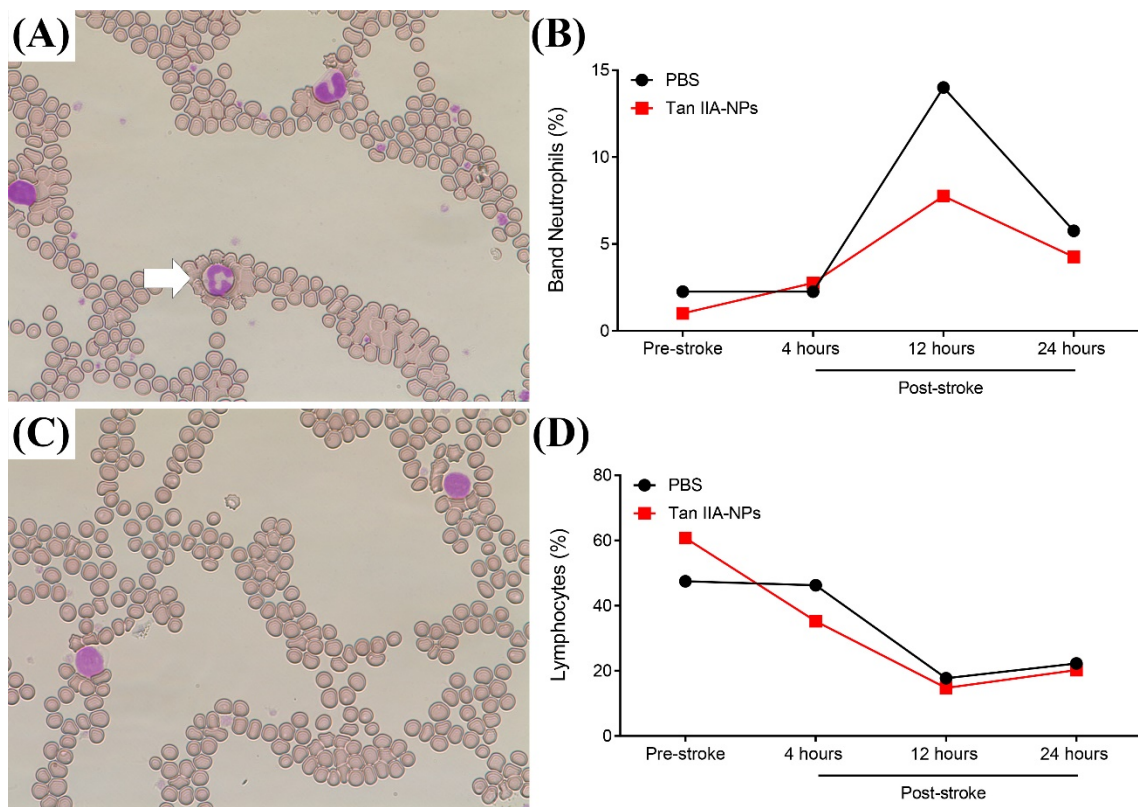 (A)
(B)
15
10
5
0
Band Neutrophils (%)
PBS
Tan IIA-NPs
Pre-stroke 4 hours 12 hours 24 hours
Post-stroke
(C)
(D)
80
60
40
20
0
Lymphocytes (%)
PBS
Tan IIA-NPs
Pre-stroke 4 hours 12 hours 24 hours
Post-stroke